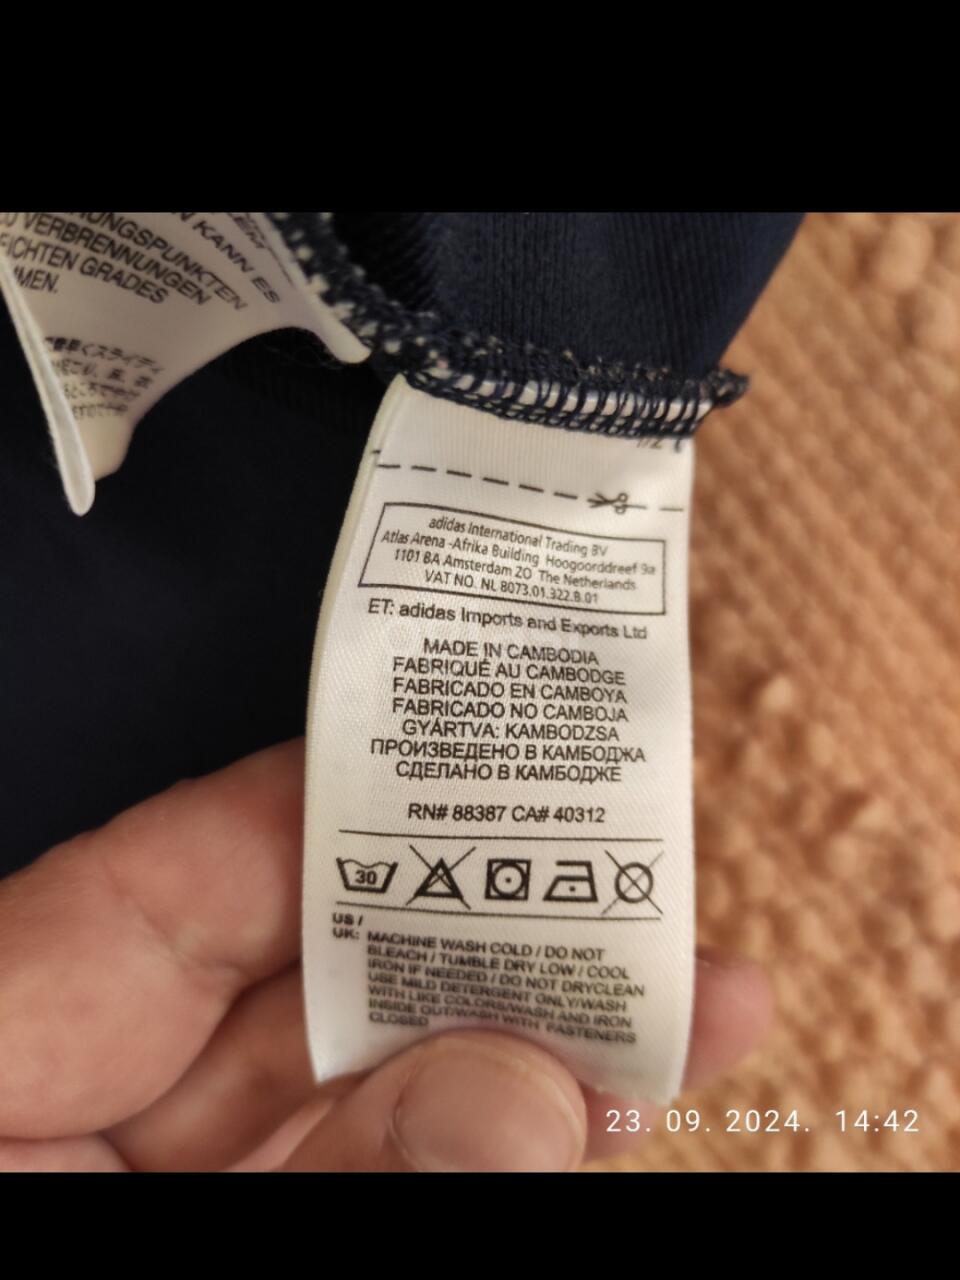 KANN ES
HUNGSPUNKTEN
VERBRENNUNGEN
GRADES
adidas International Trading BV
Atlas Arena -Afrika Building Hoogoorddreef 9a
1101 BA Amsterdam ZO The Netherlands
VAT NO. NL 8073.01.322.B.01
ET: adidas Imports and Exports Ltd
MADE IN CAMBODIA
FABRIQUÉ AU CAMBODGE
FABRICADO EN CAMBOYA
FABRICADO NO CAMBOJA
GYÁRTVA: KAMBODZSA
ПРОИЗВЕДЕНО В КАМБОДЖА
СДЕЛАНО В КАМБОДЖЕ
RN# 88387 CA# 40312
30
US /
UK: MACHINE WASH COLD / DO NOT
BLEACH / TUMBLE DRY LOW / COOL
IRON IF NEEDED / DO NOT DRYCLEAN
USE MILD DETERGENT ONLY/WASH
WITH LIKE COLORS/WASH AND IRON
INSIDE OUT/WASH WITH FASTENERS
CLOSED
23. 09. 2024. 14:42